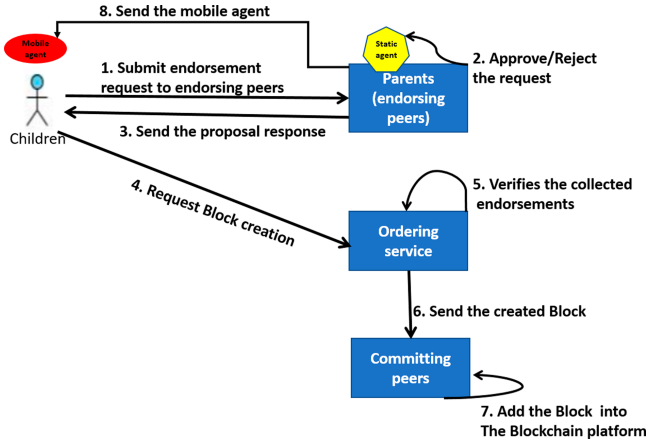 8. Send the mobile agent
Mobile
agent
Static
agent
2. Approve/Reject
the request
1. Submit endorsement
request to endorsing peers
Parents
(endorsing
peers)
3. Send the proposal response
Children
4. Request Block creation
5. Verifies the collected
endorsements
Ordering
service
6. Send the created Block
Committing
peers
7. Add the Block into
The Blockchain platform